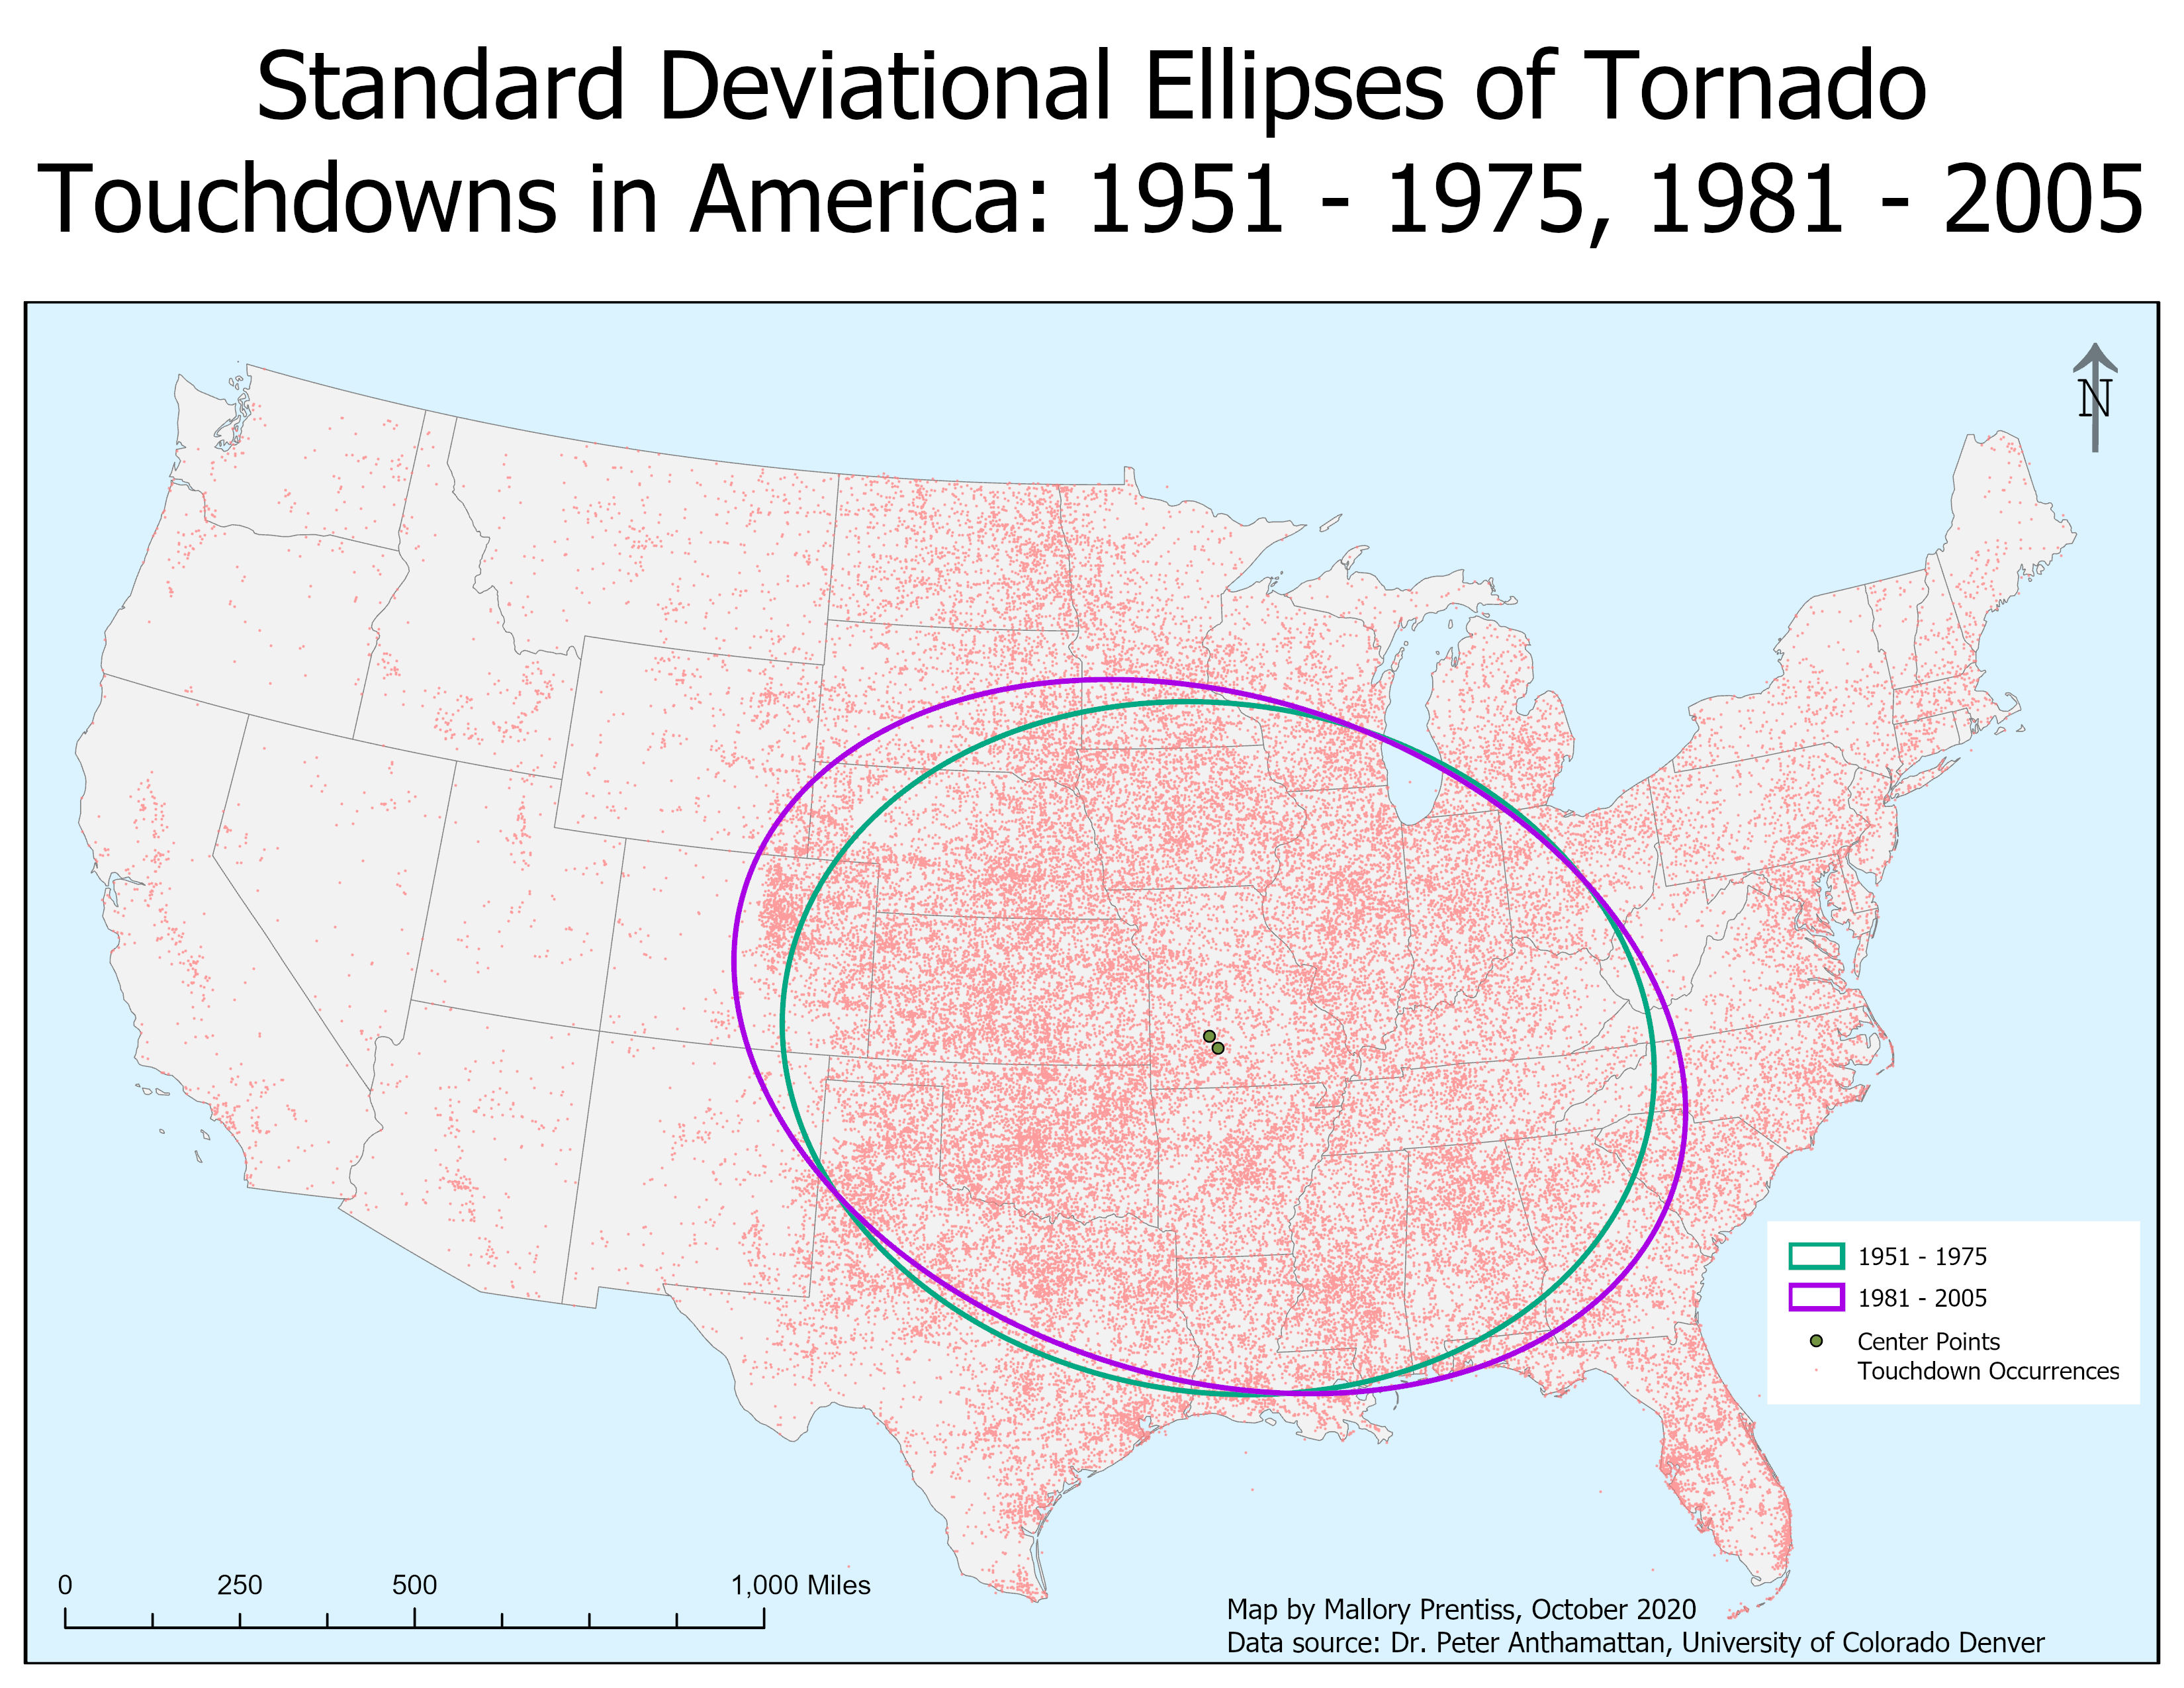 Standard Deviational Ellipses of Tornado
Touchdowns in America: 1951 - 1975, 1981 - 2005
N
1951 - 1975
1981 - 2005
Center Points
Touchdown Occurrences
0 250 500 1,000 Miles
Map by Mallory Prentiss, October 2020
Data source: Dr. Peter Anthamattan, University of Colorado Denver